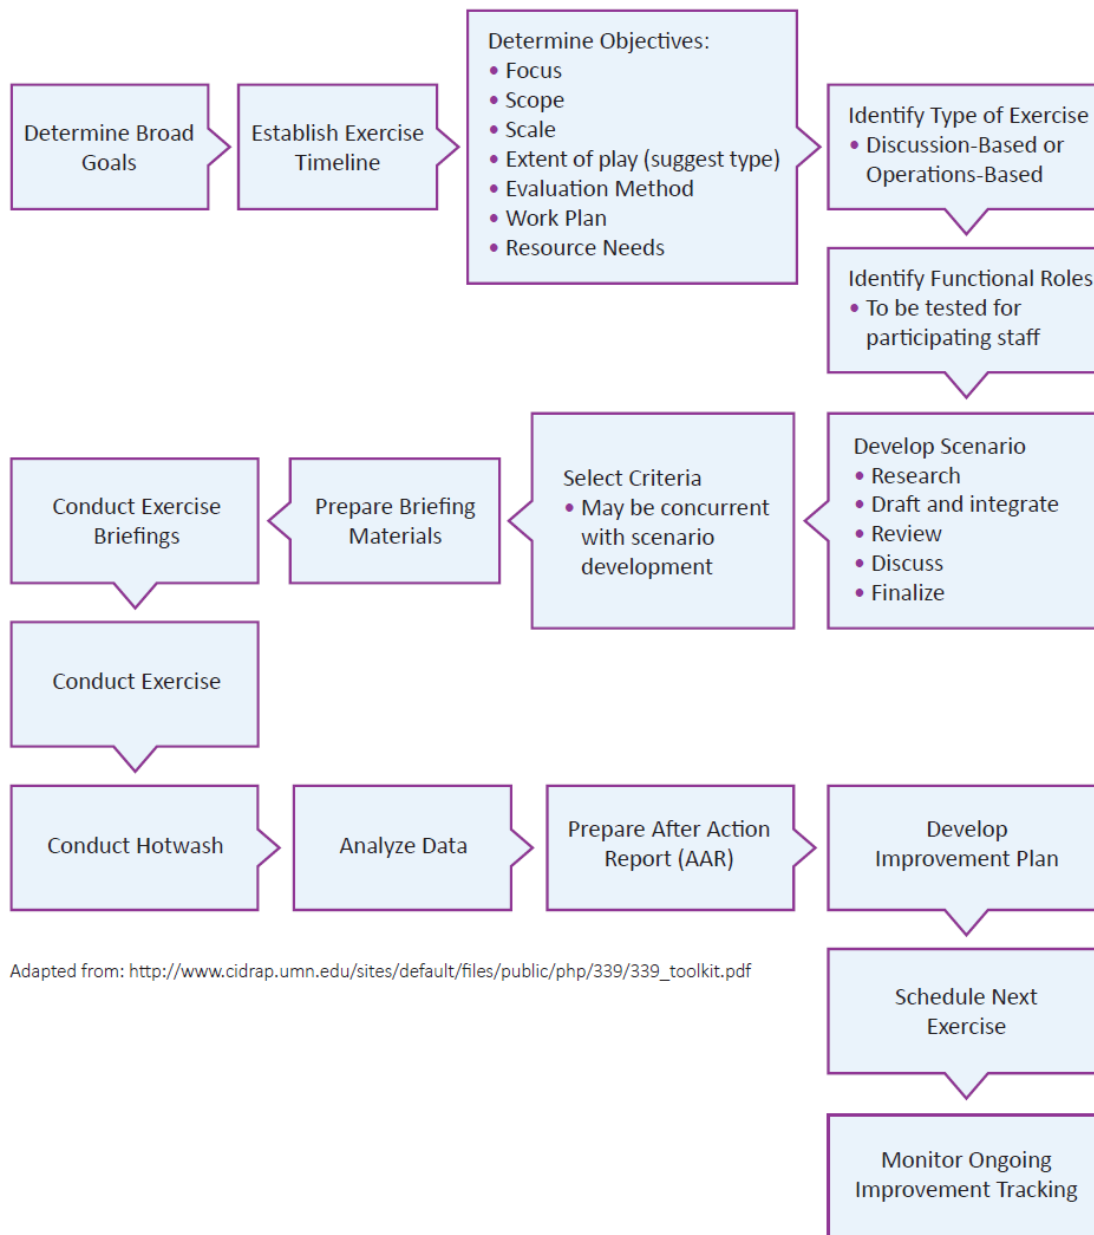 Determine Broad
Goals
Establish Exercise
Timeline
Determine Objectives:
• Focus
• Scope
• Scale
• Extent of play (suggest type)
• Evaluation Method
• Work Plan
• Resource Needs
Identify Type of Exercise
• Discussion-Based or
Operations-Based
Identify Functional Roles
• To be tested for
participating staff
Develop Scenario
• Research
• Draft and integrate
• Review
• Discuss
• Finalize
Select Criteria
• May be concurrent
with scenario
development
Prepare Briefing
Materials
Conduct Exercise
Briefings
Conduct Exercise
Conduct Hotwash
Analyze Data
Prepare After Action
Report (AAR)
Develop
Improvement Plan
Schedule Next
Exercise
Monitor Ongoing
Improvement Tracking
Adapted from: http://www.cidrap.umn.edu/sites/default/files/public/php/339/339_toolkit.pdf